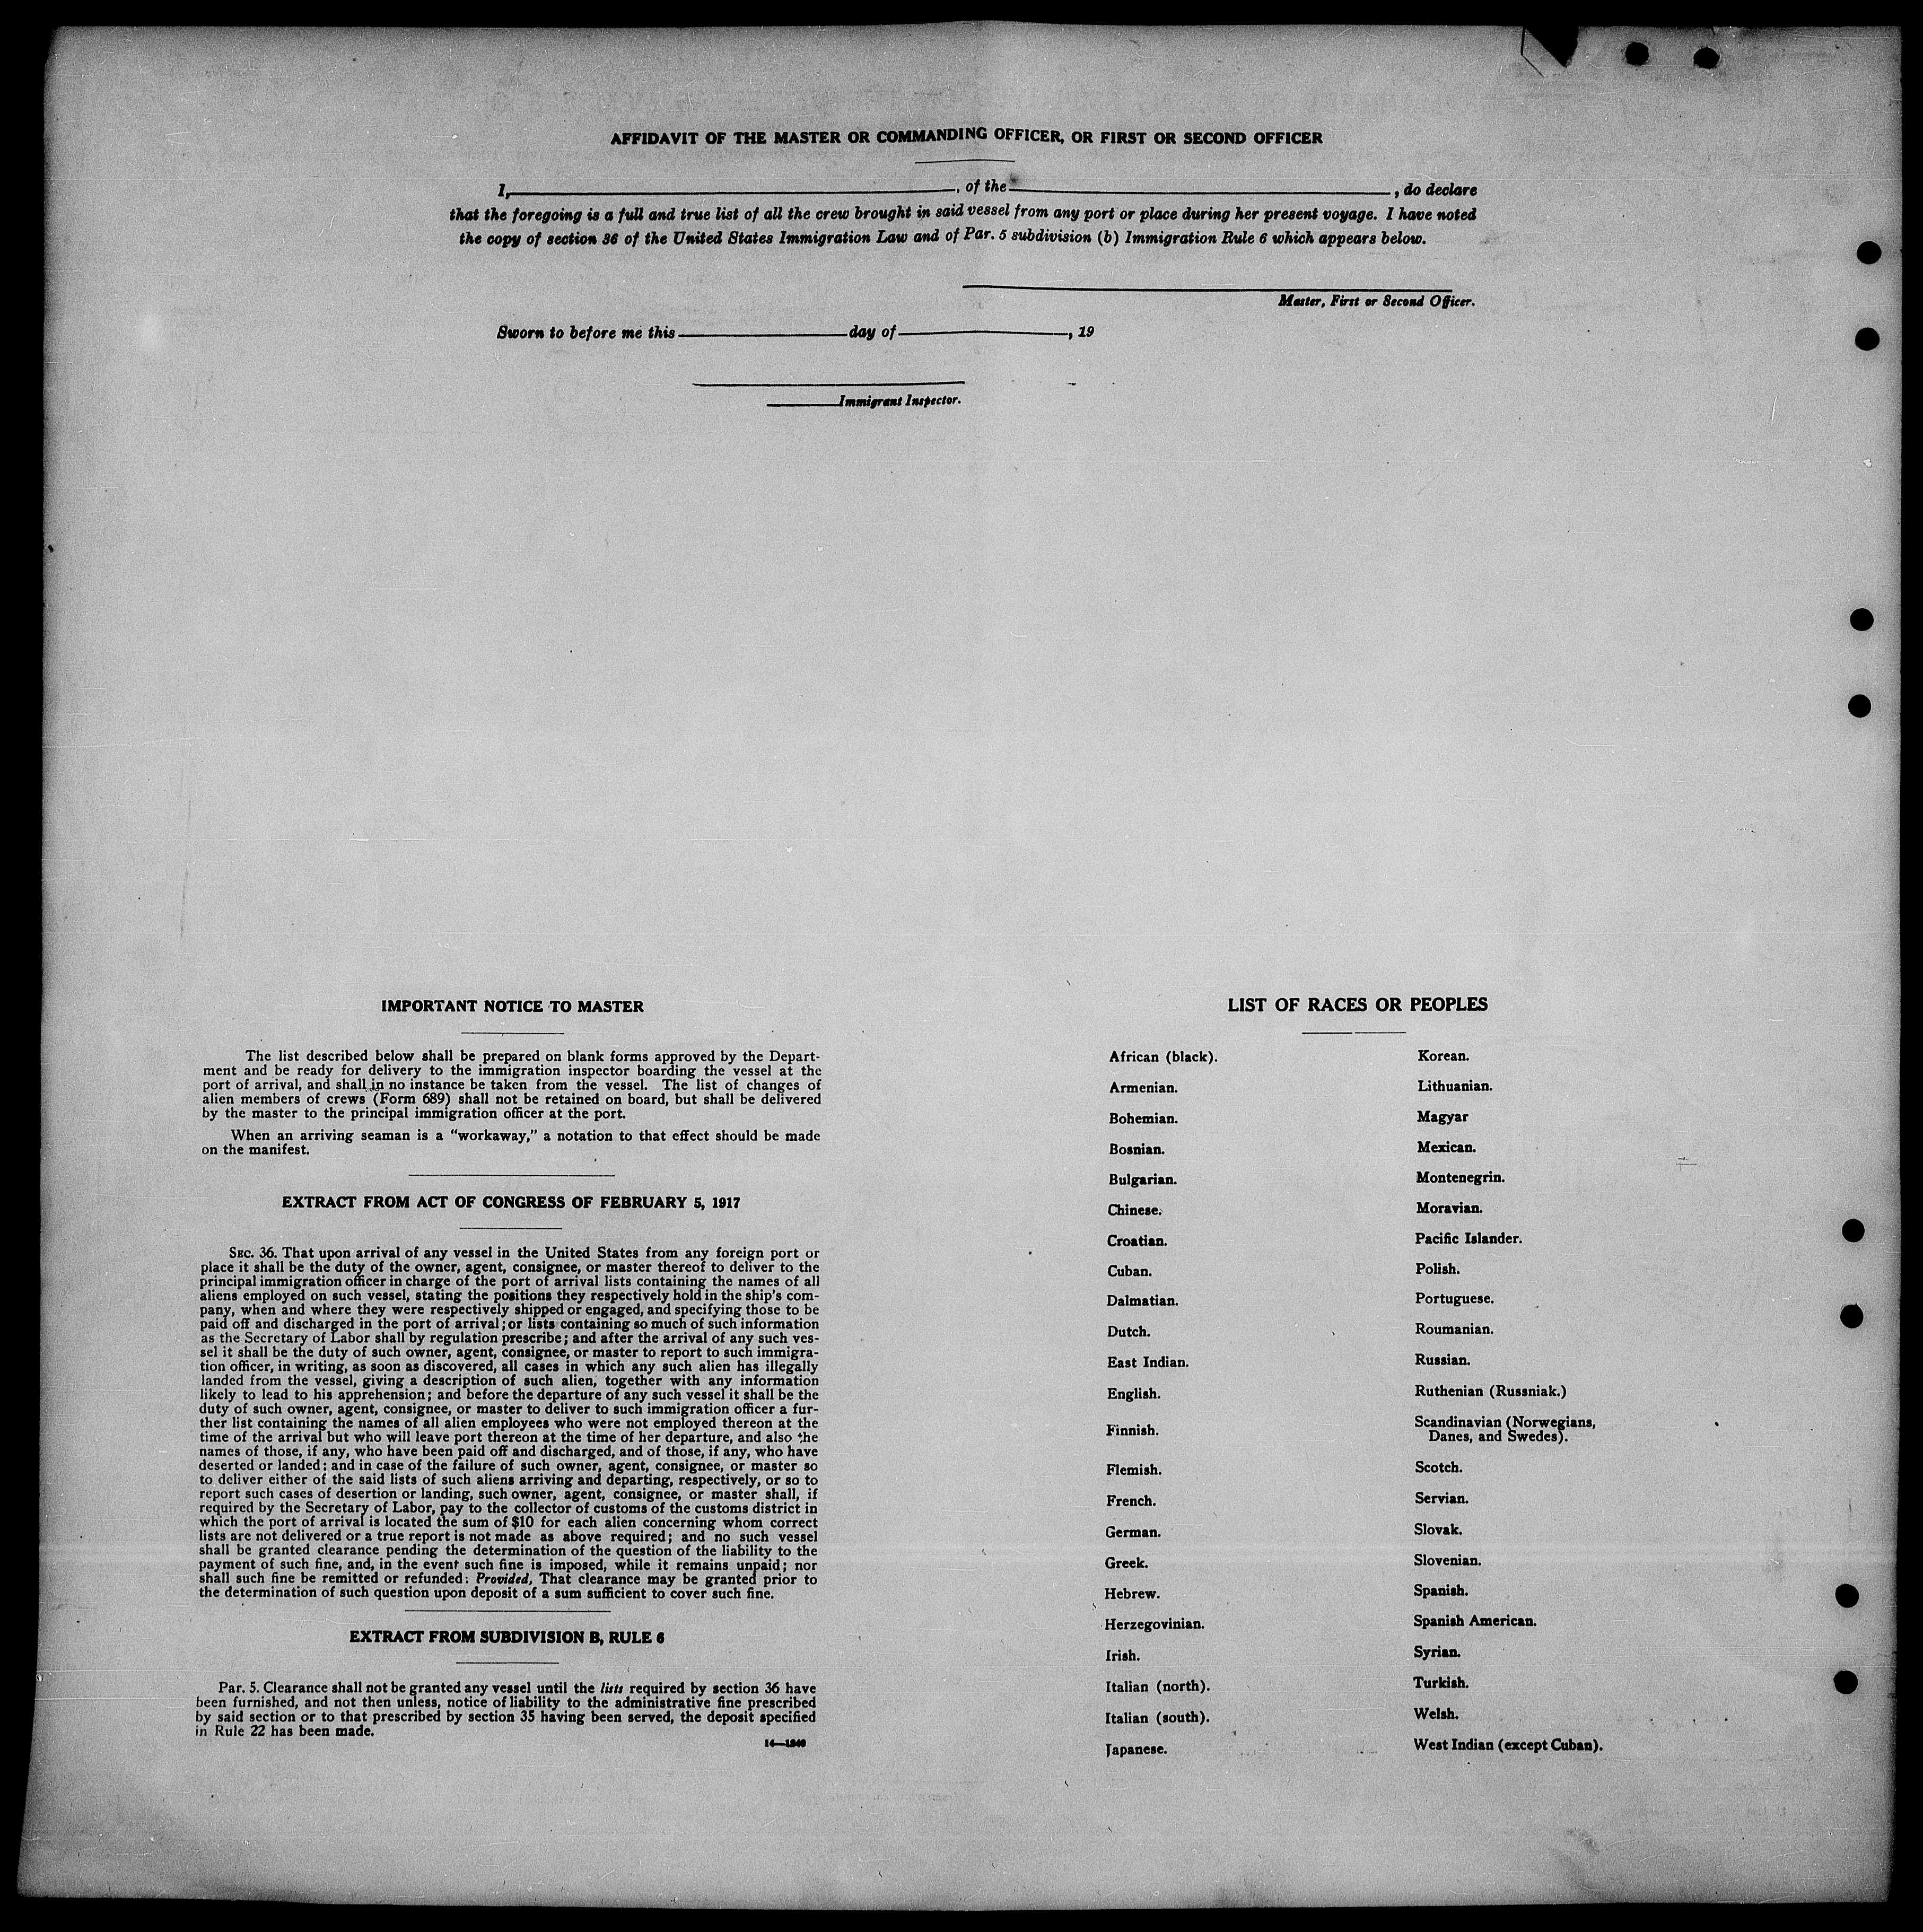 AFFIDAVIT OF THE MASTER OR COMMANDING OFFICER, OR FIRST OR SECOND OFFICER
I, , of the , do declare
that the foregoing is a full and true list of all the crew brought in said vessel from any port or place during her present voyage. I have noted
the copy of section 36 of the United States Immigration Law and of Par. 5 subdivision (b) Immigration Rule 6 which appears below.
Master, First or Second Officer.
Sworn to before me this day of , 19
Immigrant Inspector.
IMPORTANT NOTICE TO MASTER
The list described below shall be prepared on blank forms approved by the Depart-
ment and be ready for delivery to the immigration inspector boarding the vessel at the
port of arrival, and shall in no instance be taken from the vessel. The list of changes of
alien members of crews (Form 689) shall not be retained on board, but shall be delivered
by the master to the principal immigration officer at the port.
When an arriving seaman is a "workaway," a notation to that effect should be made
on the manifest.
EXTRACT FROM ACT OF CONGRESS OF FEBRUARY 5, 1917
SEC. 36. That upon arrival of any vessel in the United States from any foreign port or
place it shall be the duty of the owner, agent, consignee, or master thereof to deliver to the
principal immigration officer in charge of the port of arrival lists containing the names of all
aliens employed on such vessel, stating the positions they respectively hold in the ship's com-
pany, when and where they were respectively shipped or engaged, and specifying those to be
paid off and discharged in the port of arrival; or lists containing so much of such information
as the Secretary of Labor shall by regulation prescribe; and after the arrival of any such ves-
sel it shall be the duty of such owner, agent, consignee, or master to report to such immigra-
tion officer, in writing, as soon as discovered, all cases in which any such alien has illegally
landed from the vessel, giving a description of such alien, together with any information
likely to lead to his apprehension; and before the departure of any such vessel it shall be the
duty of such owner, agent, consignee, or master to deliver to such immigration officer a fur-
ther list containing the names of all alien employees who were not employed thereon at the
time of the arrival but who will leave port thereon at the time of her departure, and also the
names of those, if any, who have been paid off and discharged, and of those, if any, who have
deserted or landed; and in case of the failure of such owner, agent, consignee, or master so
to deliver either of the said lists of such aliens arriving and departing, respectively, or so to
report such cases of desertion or landing, such owner, agent, consignee, or master shall, if
required by the Secretary of Labor, pay to the collector of customs of the customs district in
which the port of arrival is located the sum of $10 for each alien concerning whom correct
lists are not delivered or a true report is not made as above required; and no such vessel
shall be granted clearance pending the determination of the question of the liability to the
payment of such fine, and, in the event such fine is imposed, while it remains unpaid; nor
shall such fine be remitted or refunded: Provided, That clearance may be granted prior to
the determination of such question upon deposit of a sum sufficient to cover such fine.
EXTRACT FROM SUBDIVISION B, RULE 6
Par. 5. Clearance shall not be granted any vessel until the lists required by section 36 have
been furnished, and not then unless, notice of liability to the administrative fine prescribed
by said section or to that prescribed by section 35 having been served, the deposit specified
in Rule 22 has been made.
14—1240
LIST OF RACES OR PEOPLES
African (black).
Armenian.
Bohemian.
Bosnian.
Bulgarian.
Chinese.
Croatian.
Cuban.
Dalmatian.
Dutch.
East Indian.
English.
Finnish.
Flemish.
French.
German.
Greek.
Hebrew.
Herzegovinian.
Irish.
Italian (north).
Italian (south).
Japanese.
Korean.
Lithuanian.
Magyar
Mexican.
Montenegrin.
Moravian.
Pacific Islander.
Polish.
Portuguese.
Roumanian.
Russian.
Ruthenian (Russniak.)
Scandinavian (Norwegians,
Danes, and Swedes).
Scotch.
Servian.
Slovak.
Slovenian.
Spanish.
Spanish American.
Syrian.
Turkish.
Welsh.
West Indian (except Cuban).